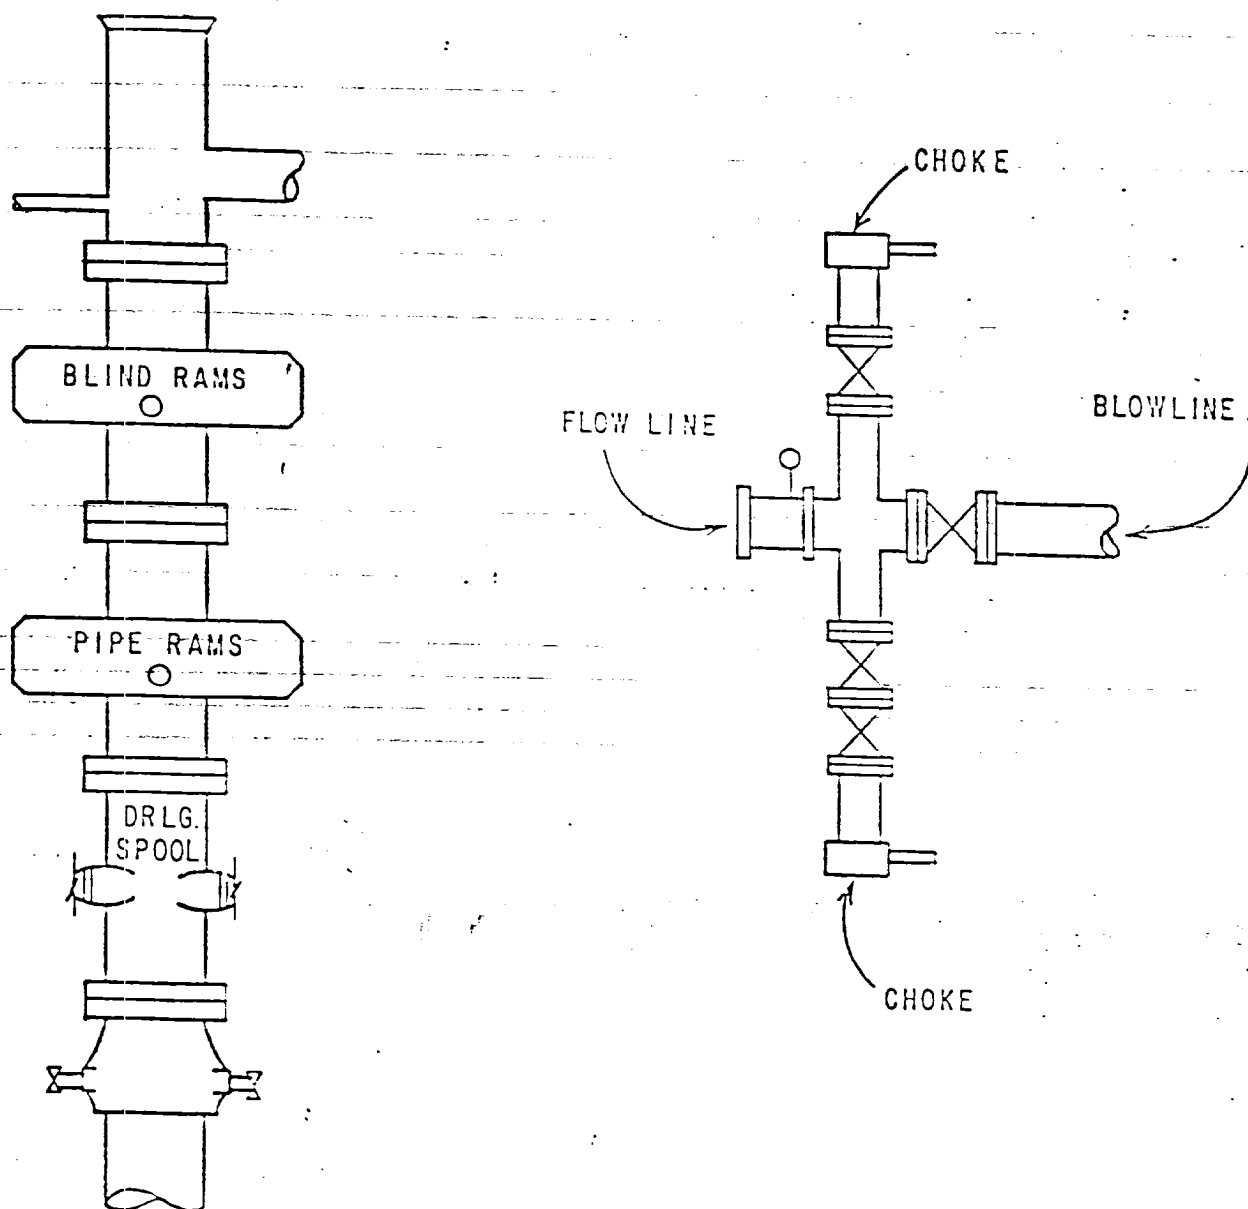 CHOKE
BLIND RAMS
FLOW LINE
BLOWLINE
PIPE RAMS
DRLG.
SPOOL
CHOKE